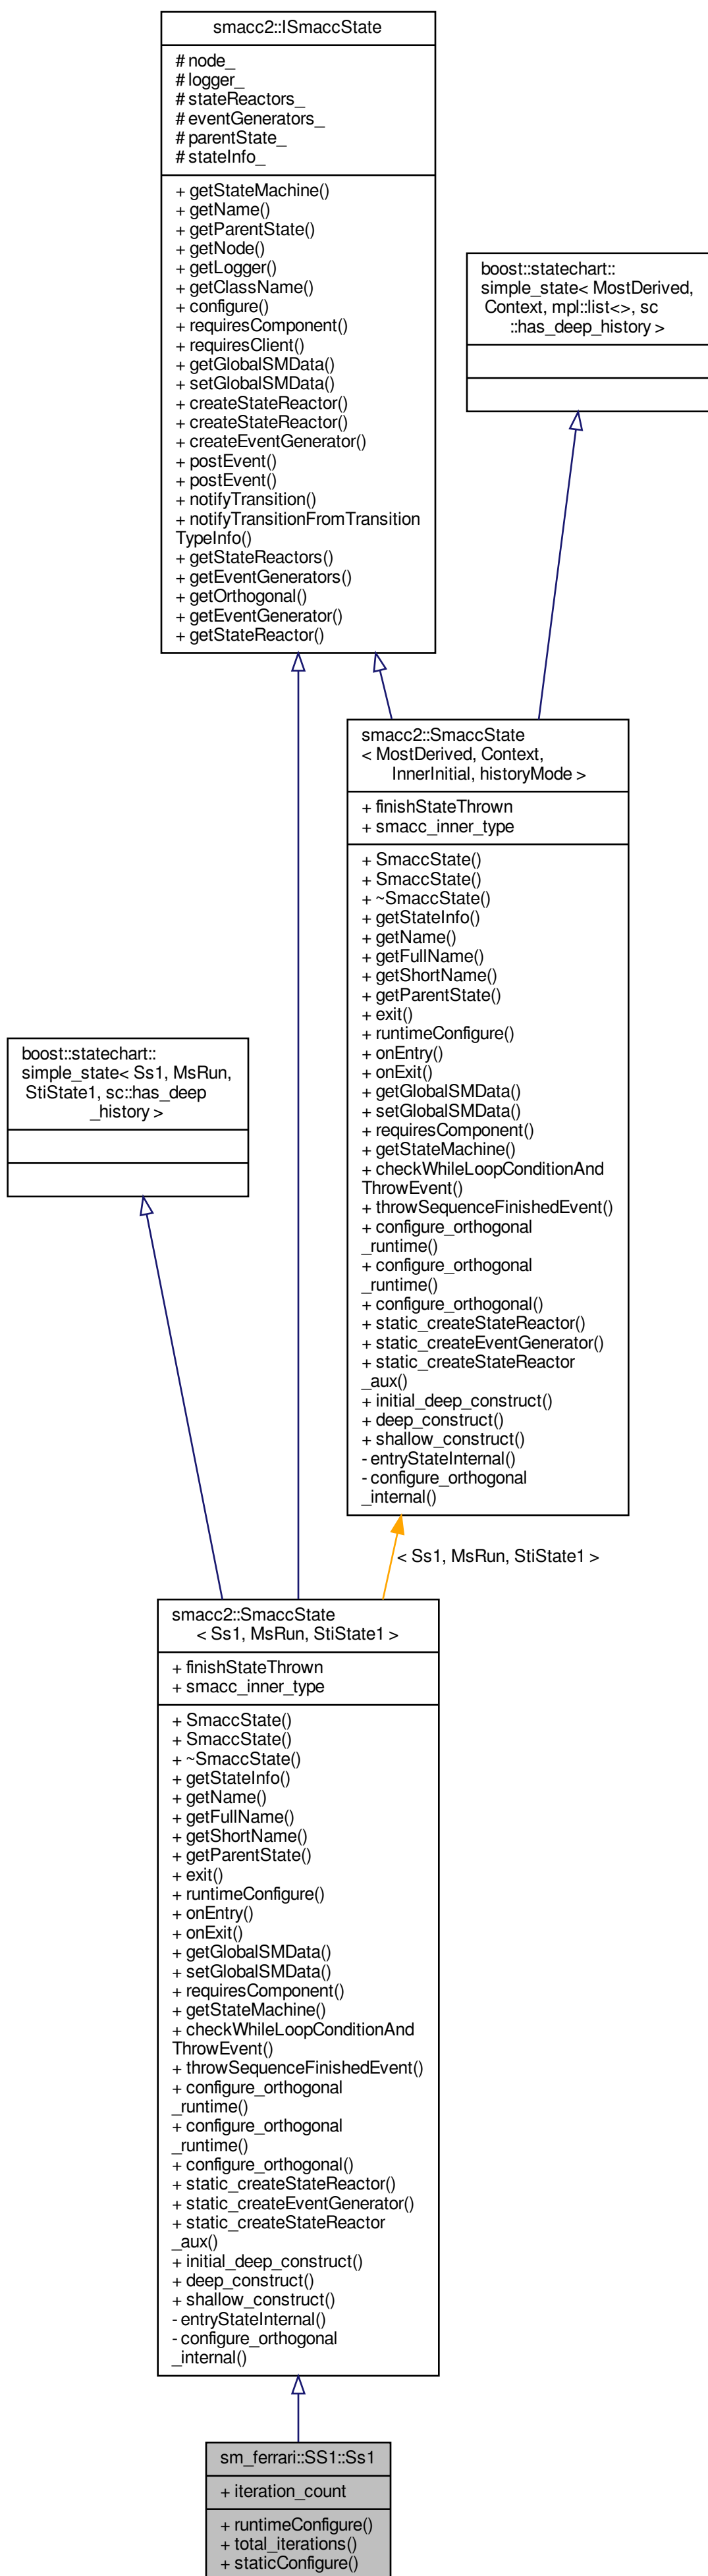 smacc2::ISmaccState
# node_
# logger_
# stateReactors_
# eventGenerators_
# parentState_
# stateInfo_
+ getStateMachine()
+ getName()
+ getParentState()
+ getNode()
+ getLogger()
+ getClassName()
+ configure()
+ requiresComponent()
+ requiresClient()
+ getGlobalSMData()
+ setGlobalSMData()
+ createStateReactor()
+ createStateReactor()
+ createEventGenerator()
+ postEvent()
+ postEvent()
+ notifyTransition()
+ notifyTransitionFromTransition
TypeInfo()
+ getStateReactors()
+ getEventGenerators()
+ getOrthogonal()
+ getEventGenerator()
+ getStateReactor()
boost::statechart::
simple_state< MostDerived,
Context, mpl::list<>, sc
::has_deep_history >
smacc2::SmaccState
< MostDerived, Context,
InnerInitial, historyMode >
+ finishStateThrown
+ smacc_inner_type
+ SmaccState()
+ SmaccState()
+ ~SmaccState()
+ getStateInfo()
+ getName()
+ getFullName()
+ getShortName()
+ getParentState()
+ exit()
+ runtimeConfigure()
+ onEntry()
+ onExit()
+ getGlobalSMData()
+ setGlobalSMData()
+ requiresComponent()
+ getStateMachine()
+ checkWhileLoopConditionAnd
ThrowEvent()
+ throwSequenceFinishedEvent()
+ configure_orthogonal
_runtime()
+ configure_orthogonal
_runtime()
+ configure_orthogonal()
+ static_createStateReactor()
+ static_createEventGenerator()
+ static_createStateReactor
_aux()
+ initial_deep_construct()
+ deep_construct()
+ shallow_construct()
- entryStateInternal()
- configure_orthogonal
_internal()
boost::statechart::
simple_state< Ss1, MsRun,
StiState1, sc::has_deep
_history >
< Ss1, MsRun, StiState1 >
smacc2::SmaccState
< Ss1, MsRun, StiState1 >
+ finishStateThrown
+ smacc_inner_type
+ SmaccState()
+ SmaccState()
+ ~SmaccState()
+ getStateInfo()
+ getName()
+ getFullName()
+ getShortName()
+ getParentState()
+ exit()
+ runtimeConfigure()
+ onEntry()
+ onExit()
+ getGlobalSMData()
+ setGlobalSMData()
+ requiresComponent()
+ getStateMachine()
+ checkWhileLoopConditionAnd
ThrowEvent()
+ throwSequenceFinishedEvent()
+ configure_orthogonal
_runtime()
+ configure_orthogonal
_runtime()
+ configure_orthogonal()
+ static_createStateReactor()
+ static_createEventGenerator()
+ static_createStateReactor
_aux()
+ initial_deep_construct()
+ deep_construct()
+ shallow_construct()
- entryStateInternal()
- configure_orthogonal
_internal()
sm_ferrari::SS1::Ss1
+ iteration_count
+ runtimeConfigure()
+ total_iterations()
+ staticConfigure()